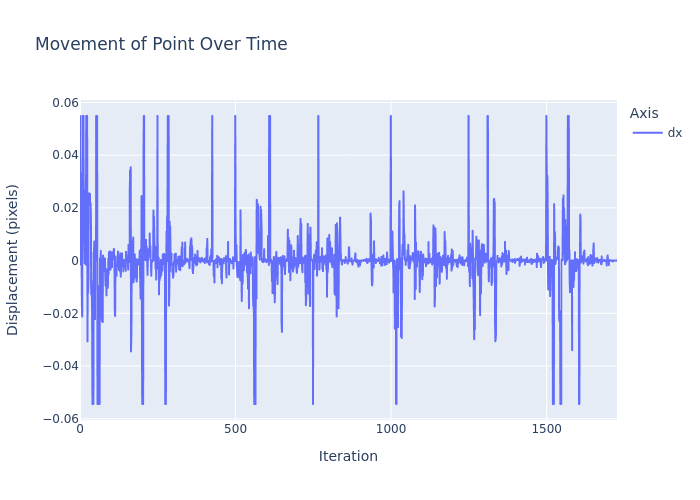 Movement of Point Over Time
Axis
dx
0.06
0.04
0.02
0
−0.02
−0.04
−0.06
0
500
1000
1500
Displacement (pixels)
Iteration